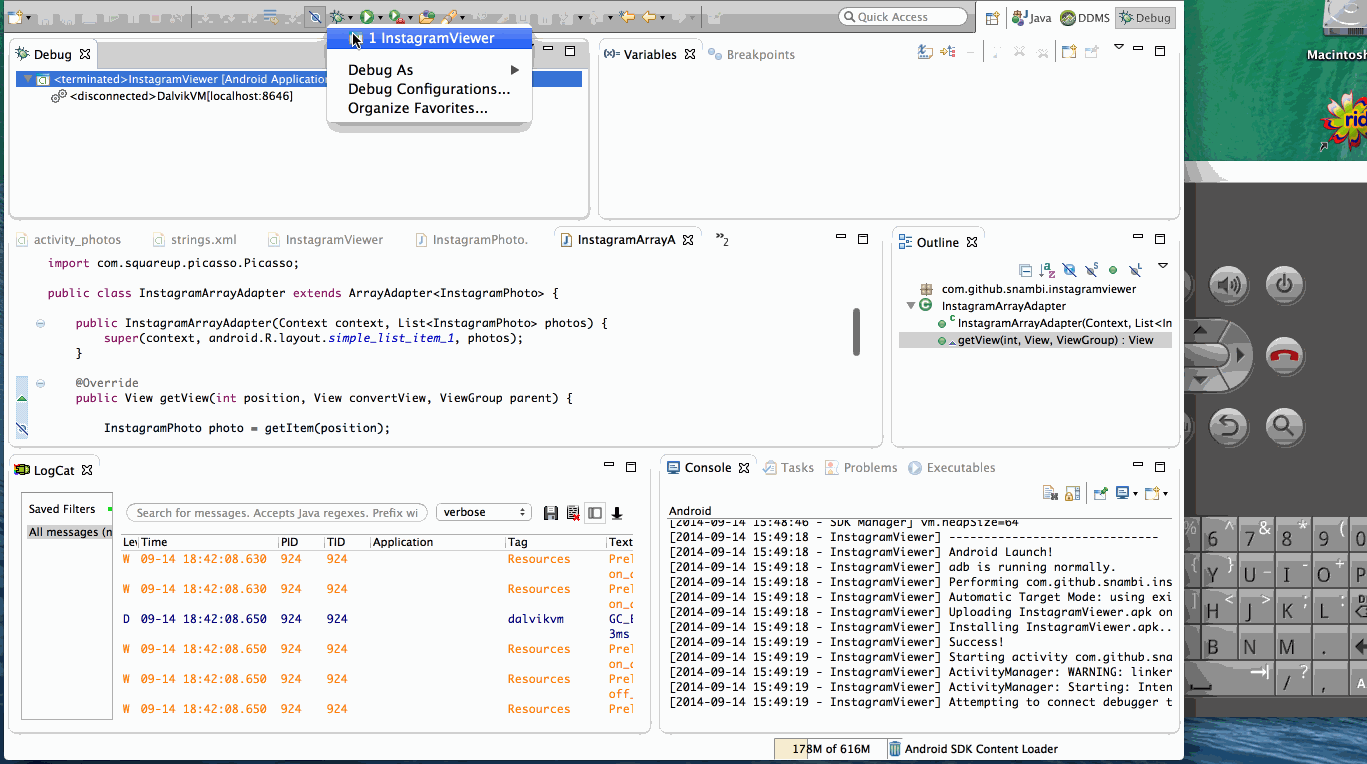 Quick Access
Java
DDMS
Debug
Macintosh
1 InstagramViewer
Debug As
Debug Configurations...
Organize Favorites...
Debug
<terminated>InstagramViewer [Android Application
<disconnected>DalvikVM[localhost:8646]
(x)= Variables
Breakpoints
activity_photos
strings.xml
InstagramViewer
InstagramPhoto.
InstagramArrayA
»2
import com.squareup.picasso.Picasso;
public class InstagramArrayAdapter extends ArrayAdapter<InstagramPhoto> {
public InstagramArrayAdapter(Context context, List<InstagramPhoto> photos) {
super(context, android.R.layout.simple_list_item_1, photos);
}
@Override
public View getView(int position, View convertView, ViewGroup parent) {
InstagramPhoto photo = getItem(position);
Outline
com.github.snambi.instagramviewer
InstagramArrayAdapter
InstagramArrayAdapter(Context, List<In
getView(int, View, ViewGroup) : View
LogCat
Saved Filters
All messages (n
Search for messages. Accepts Java regexes. Prefix wi
verbose
Lev Time PID TID Application Tag Text
W 09-14 18:42:08.630 924 924 Resources Prel
on_c
W 09-14 18:42:08.630 924 924 Resources Prel
on_c
D 09-14 18:42:08.650 924 924 dalvikvm GC_E
3ms
W 09-14 18:42:08.650 924 924 Resources Prel
on_c
W 09-14 18:42:08.650 924 924 Resources Prel
off_
W 09-14 18:42:08.650 924 924 Resources Prel
Console
Tasks
Problems
Executables
Android
[2014-09-14 15:48:46 - SDK Manager] vm.heapSize=64
[2014-09-14 15:49:18 - InstagramViewer] ------------------------------
[2014-09-14 15:49:18 - InstagramViewer] Android Launch!
[2014-09-14 15:49:18 - InstagramViewer] adb is running normally.
[2014-09-14 15:49:18 - InstagramViewer] Performing com.github.snambi.ins
[2014-09-14 15:49:18 - InstagramViewer] Automatic Target Mode: using exi
[2014-09-14 15:49:18 - InstagramViewer] Uploading InstagramViewer.apk on
[2014-09-14 15:49:18 - InstagramViewer] Installing InstagramViewer.apk..
[2014-09-14 15:49:19 - InstagramViewer] Success!
[2014-09-14 15:49:19 - InstagramViewer] Starting activity com.github.sna
[2014-09-14 15:49:19 - InstagramViewer] ActivityManager: WARNING: linker
[2014-09-14 15:49:19 - InstagramViewer] ActivityManager: Starting: Inten
[2014-09-14 15:49:19 - InstagramViewer] Attempting to connect debugger t
178M of 616M
Android SDK Content Loader
rid
% 6 ^ 7 & 8 * 9 ( 0
{ Y } U _ I - O + P
H < J > K ; L :
B N M .
/ ? ,